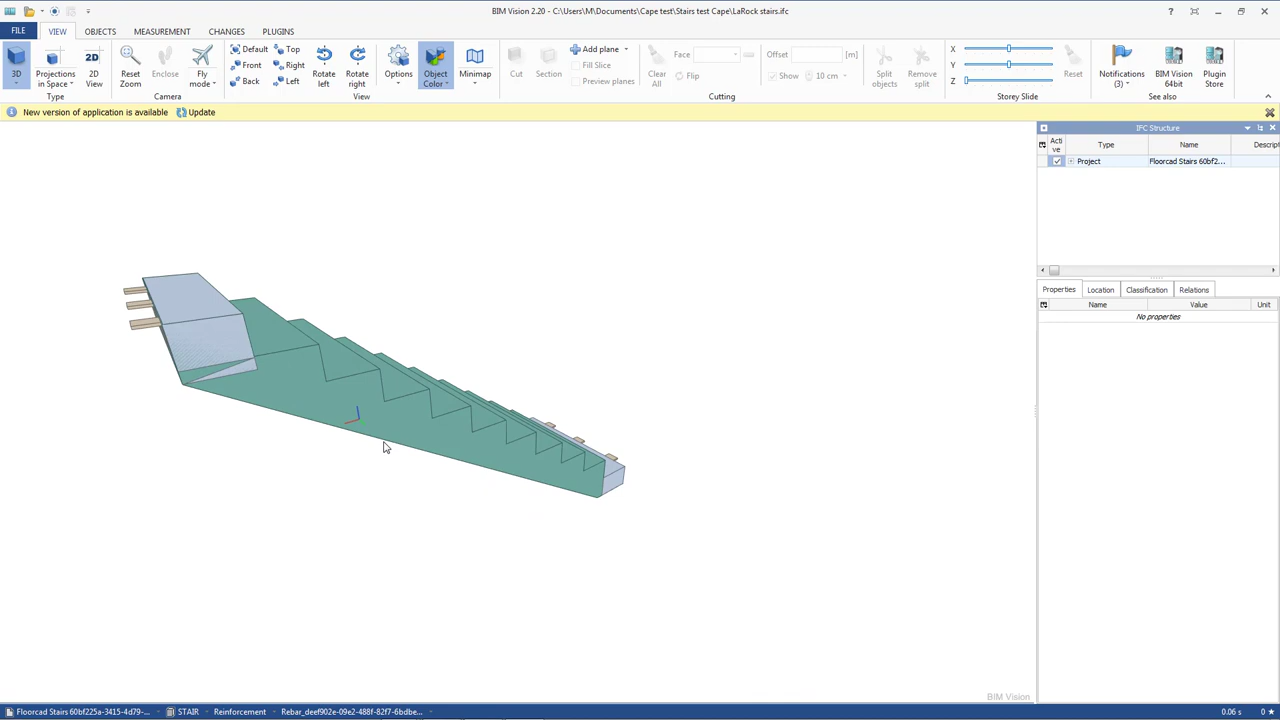 BIM Vision 2.20 - C:\Users\M\Documents\Cape test\Stairs test Cape\LaRock stairs.ifc
FILE VIEW OBJECTS MEASUREMENT CHANGES PLUGINS
3D
Projections in Space
2D View
Type
Reset Zoom
Enclose
Fly mode
Camera
Default Top
Front Right
Back Left
Rotate left
Rotate right
View
Options
Object Color
Minimap
Cut
Section
Add plane
Fill Slice
Preview planes
Clear All
Face
Flip
Offset [m]
Show 10 cm
Cutting
Split objects
Remove split
X
Y
Z
Reset
Storey Slide
Notifications (3)
BIM Vision 64bit
Plugin Store
See also
New version of application is available Update
IFC Structure
Acti ve Type Name Descript
Project Floorcad Stairs 60bf2...
Properties Location Classification Relations
Name Value Unit
No properties
BIM Vision
Floorcad Stairs 60bf225a-3415-4d79-... STAIR Reinforcement Rebar_deef902e-09e2-488f-82f7-6bdbe... 0.06 s 0